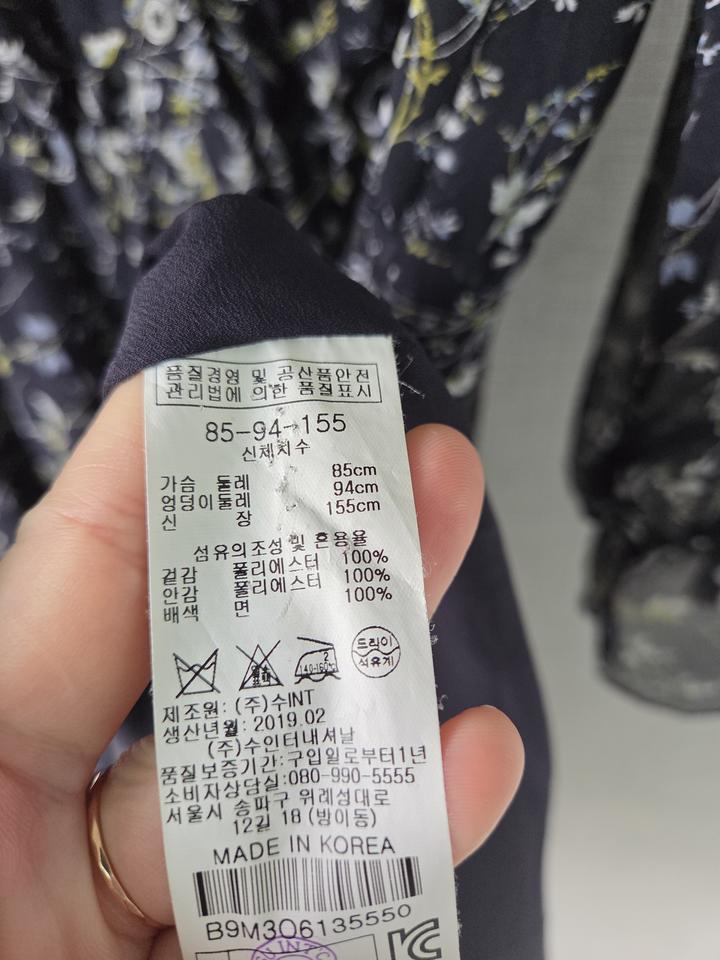 품질경영 및 공산품안전
관리법에 의한 품질표시
85-94-155
신체치수
가슴 둘레 85cm
엉덩이둘레 94cm
신 장 155cm
섬유의조성 및 혼용율
겉감 폴리에스터 100%
안감 폴리에스터 100%
배색 면 100%
2
140-160℃
드라이
석유계
제조원: (주)수INT
생산년월: 2019.02
(주)수인터내셔날
품질보증기간:구입일로부터1년
소비자상담실:080-990-5555
서울시 송파구 위례성대로
12길 18 (방이동)
MADE IN KOREA
B9M3O6135550